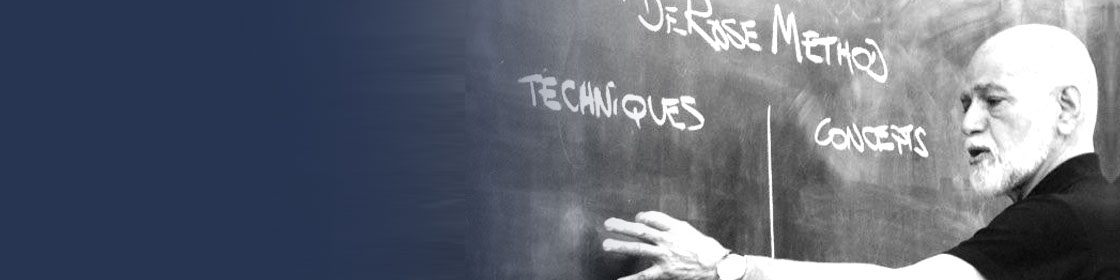 DEROSE METHOD
TECHNIQUES
CONCEPTS